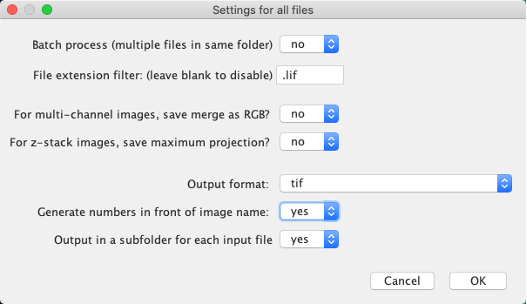 Settings for all files
Batch process (multiple files in same folder) no
File extension filter: (leave blank to disable) .lif
For multi-channel images, save merge as RGB? no
For z-stack images, save maximum projection? no
Output format: tif
Generate numbers in front of image name: yes
Output in a subfolder for each input file yes
Cancel OK